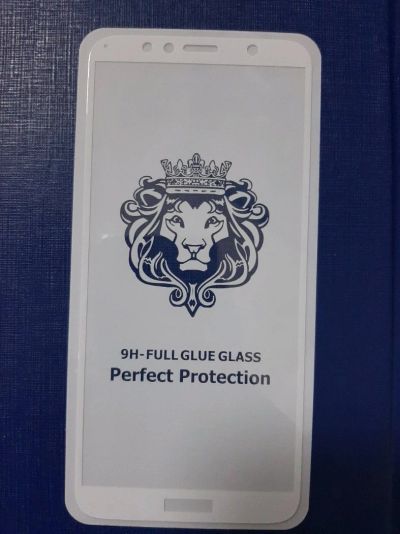 9H-FULL GLUE GLASS
Perfect Protection